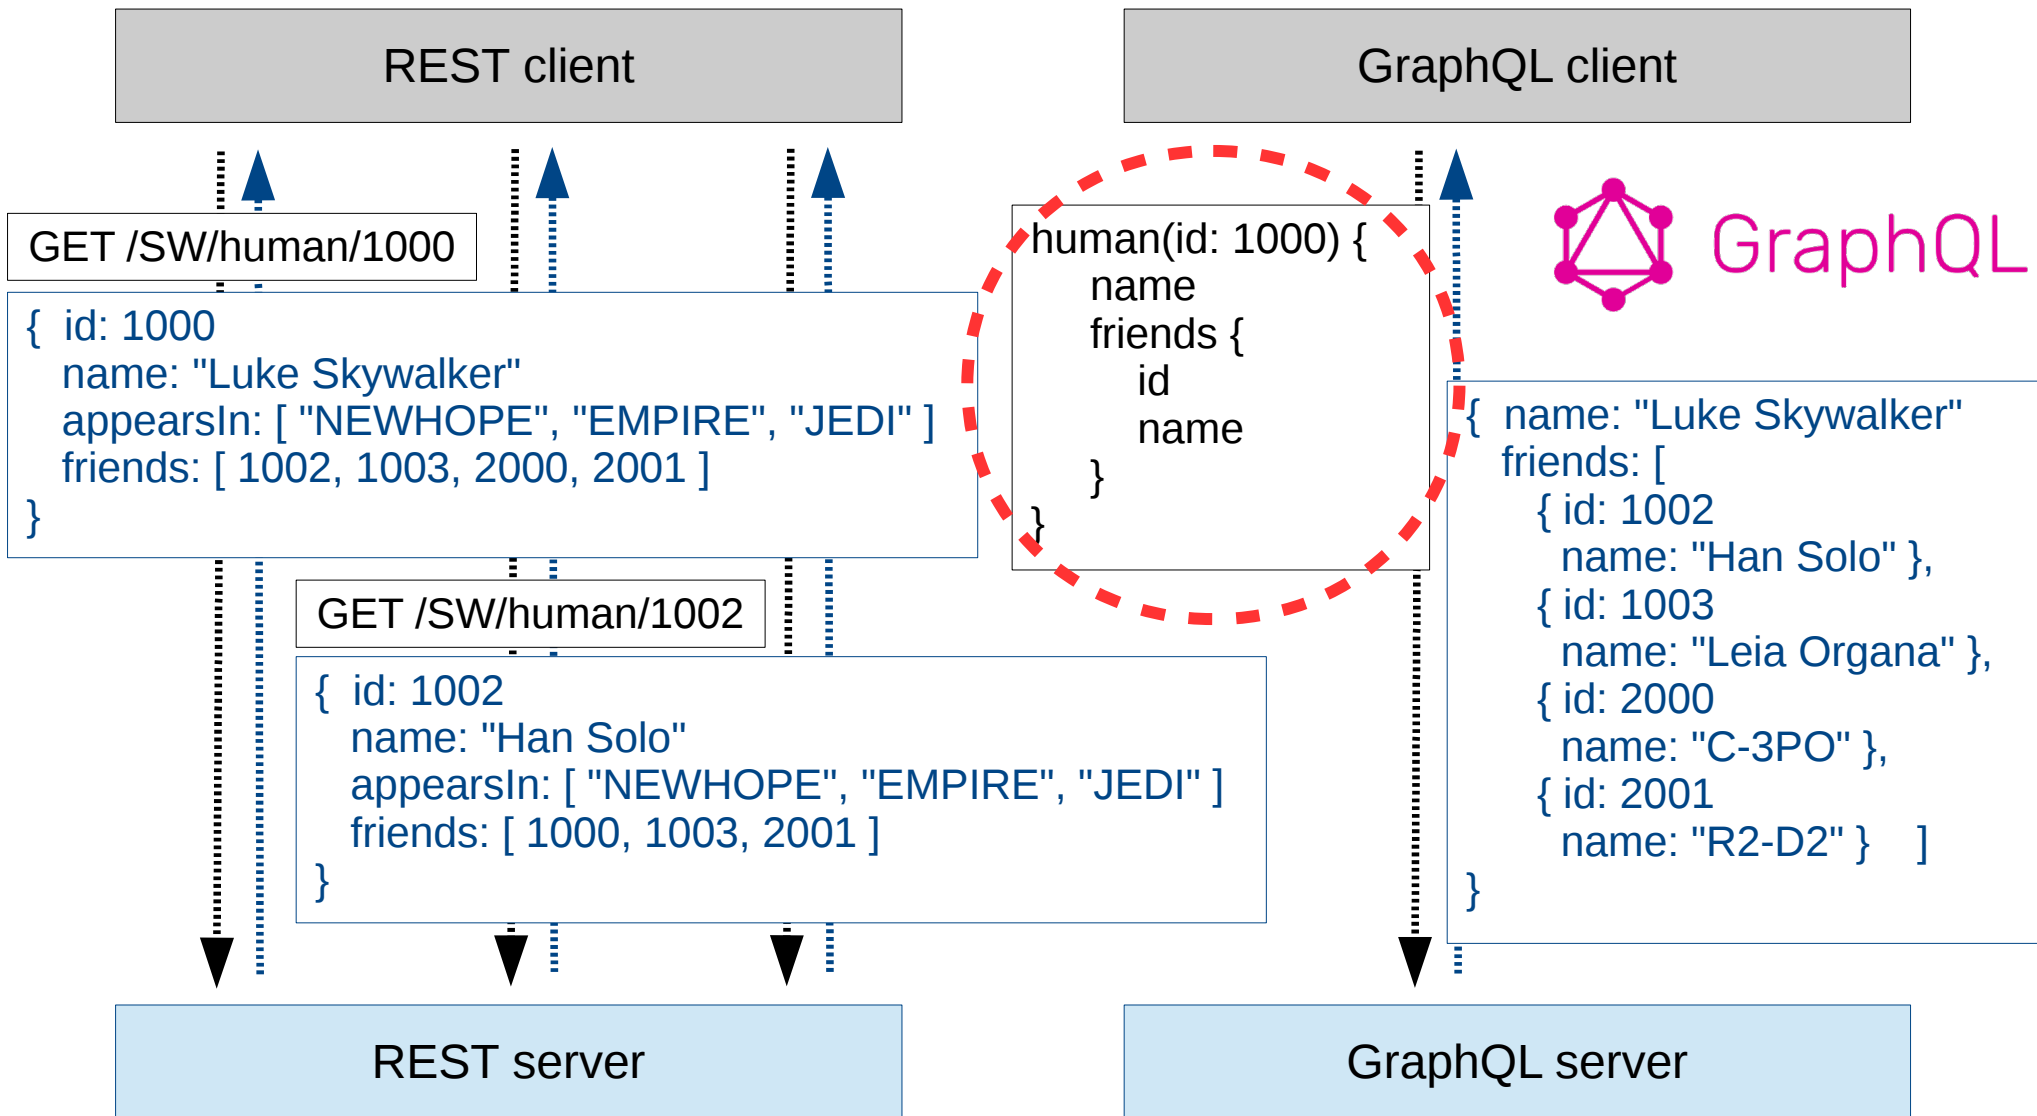 REST client
GET /SW/human/1000
{  id: 1000
name: "Luke Skywalker"
appearsIn: [ "NEWHOPE", "EMPIRE", "JEDI" ]
friends: [ 1002, 1003, 2000, 2001 ]
}
GET /SW/human/1002
{  id: 1002
name: "Han Solo"
appearsIn: [ "NEWHOPE", "EMPIRE", "JEDI" ]
friends: [ 1000, 1003, 2001 ]
}
REST server
GraphQL client
human(id: 1000) {
name
friends {
id
name
}
}
GraphQL
{  name: "Luke Skywalker"
friends: [
{ id: 1002
name: "Han Solo" },
{ id: 1003
name: "Leia Organa" },
{ id: 2000
name: "C-3PO" },
{ id: 2001
name: "R2-D2" }    ]
}
GraphQL server